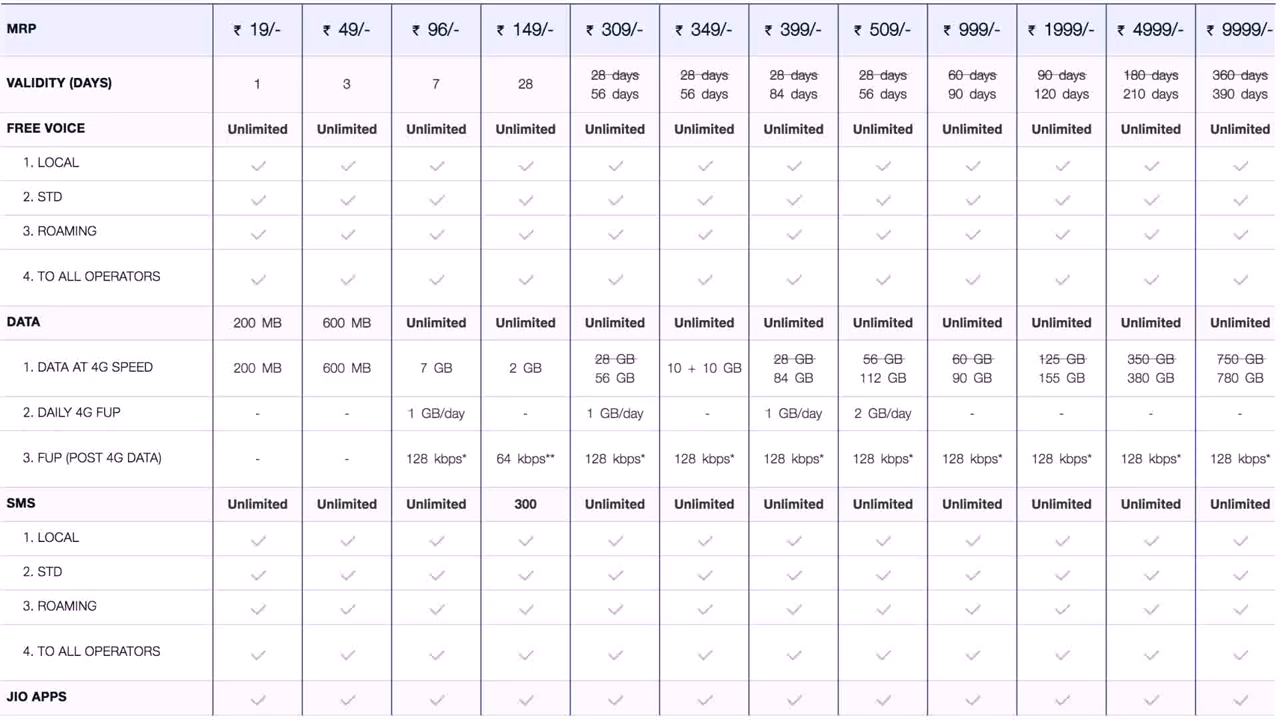 MRP ₹ 19/- ₹ 49/- ₹ 96/- ₹ 149/- ₹ 309/- ₹ 349/- ₹ 399/- ₹ 509/- ₹ 999/- ₹ 1999/- ₹ 4999/- ₹ 9999/-
28 days 28 days 28 days 28 days 60 days 90 days 180 days 360 days
VALIDITY (DAYS) 1 3 7 28
56 days 56 days 84 days 56 days 90 days 120 days 210 days 390 days
FREE VOICE Unlimited Unlimited Unlimited Unlimited Unlimited Unlimited Unlimited Unlimited Unlimited Unlimited Unlimited Unlimited
1. LOCAL
2. STD
3. ROAMING
4. TO ALL OPERATORS
DATA 200 MB 600 MB Unlimited Unlimited Unlimited Unlimited Unlimited Unlimited Unlimited Unlimited Unlimited Unlimited
28 GB 28 GB 56 GB 60 GB 125 GB 350 GB 750 GB
1. DATA AT 4G SPEED 200 MB 600 MB 7 GB 2 GB 10 + 10 GB
56 GB 84 GB 112 GB 90 GB 155 GB 380 GB 780 GB
2. DAILY 4G FUP - - 1 GB/day - 1 GB/day - 1 GB/day 2 GB/day - - - -
3. FUP (POST 4G DATA) - - 128 kbps* 64 kbps** 128 kbps* 128 kbps* 128 kbps* 128 kbps* 128 kbps* 128 kbps* 128 kbps* 128 kbps*
SMS Unlimited Unlimited Unlimited 300 Unlimited Unlimited Unlimited Unlimited Unlimited Unlimited Unlimited Unlimited
1. LOCAL
2. STD
3. ROAMING
4. TO ALL OPERATORS
JIO APPS